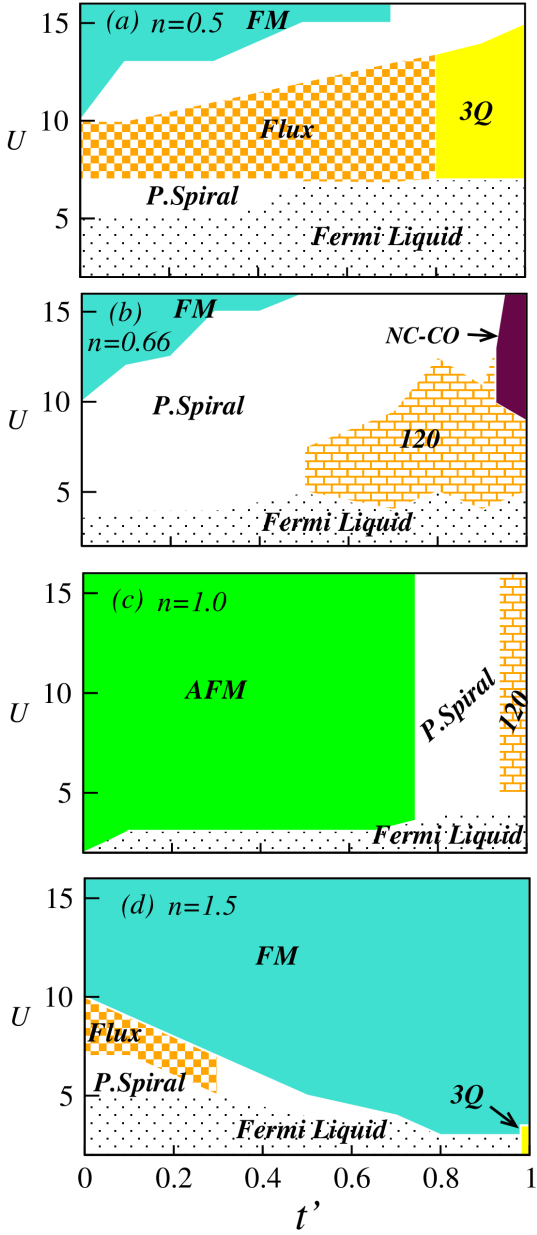 (a) n=0.5 FM
15
10
5
U
Flux
3Q
P.Spiral
Fermi Liquid
(b) FM
n=0.66
15
10
5
U
NC-CO
P.Spiral
120
Fermi Liquid
(c) n=1.0
15
10
5
U
AFM
P.Spiral
120
Fermi Liquid
(d) n=1.5
15
10
5
U
FM
Flux
P.Spiral
3Q
Fermi Liquid
0 0.2 0.4 0.6 0.8 1
t’